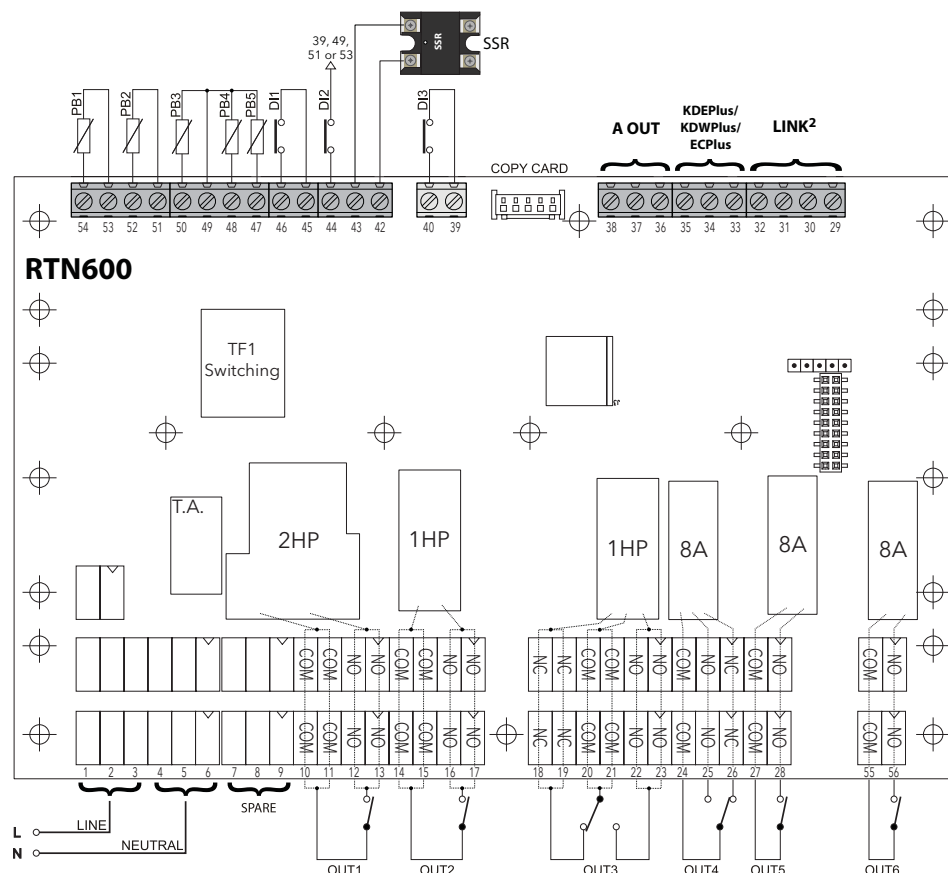 39, 49,
51 or 53
SSR
SSR
PB1
PB2
PB3
PB4
PB5
DI1
DI2
DI3
COPY CARD
A OUT
KDEPlus/
KDWPlus/
ECPlus
LINK²
54 53 52 51 50 49 48 47 46 45 44 43 42 40 39 38 37 36 35 34 33 32 31 30 29
RTN600
TF1
Switching
T.A.
2HP
1HP
1HP
8A
8A
8A
COM COM NO NO COM COM NO NO NC NC COM COM NO NO COM NO NC COM NO COM NO
COM COM NO NO COM COM NO NO NC NC COM COM NO NO COM NO NC COM NO COM NO
1 2 3 4 5 6 7 8 9 10 11 12 13 14 15 16 17 18 19 20 21 22 23 24 25 26 27 28 55 56
SPARE
L LINE
N NEUTRAL
OUT1 OUT2 OUT3 OUT4 OUT5 OUT6